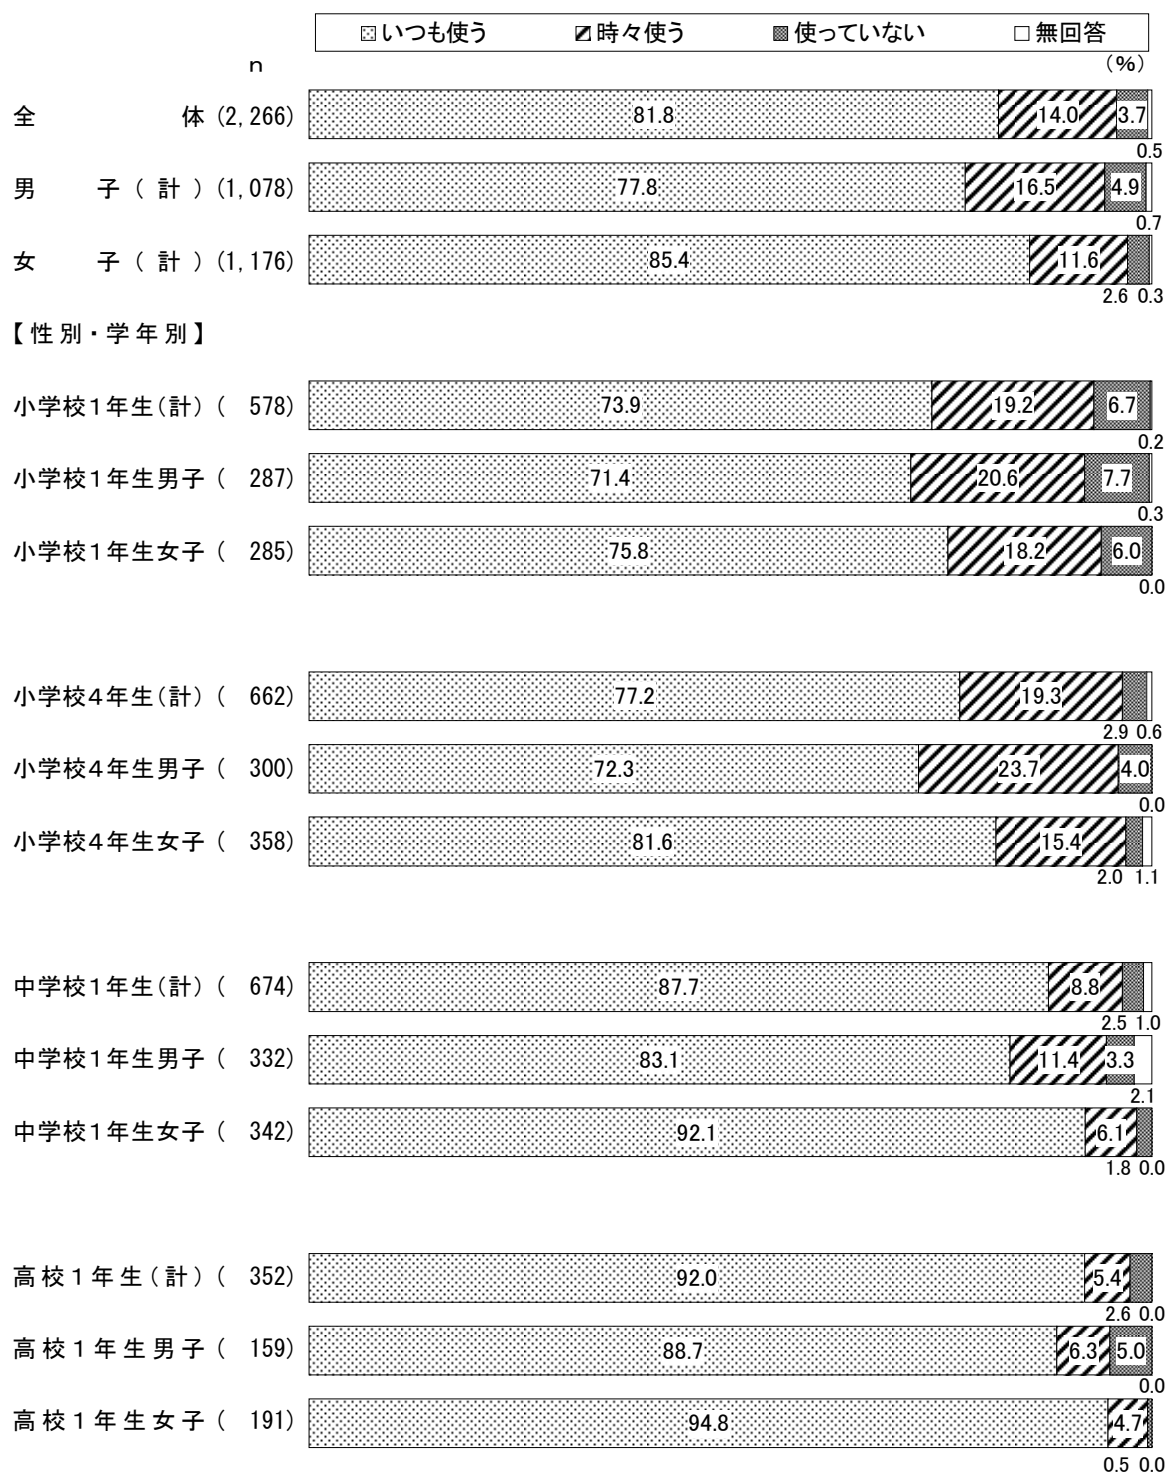 いつも使う 時々使う 使っていない 無回答
n (%)
全体 (2,266) 81.8 14.0 3.7
0.5
男子(計) (1,078) 77.8 16.5 4.9
0.7
女子(計) (1,176) 85.4 11.6
2.6 0.3
【性別・学年別】
小学校1年生(計) ( 578) 73.9 19.2 6.7
0.2
小学校1年生男子 ( 287) 71.4 20.6 7.7
0.3
小学校1年生女子 ( 285) 75.8 18.2 6.0
0.0
小学校4年生(計) ( 662) 77.2 19.3
2.9 0.6
小学校4年生男子 ( 300) 72.3 23.7 4.0
0.0
小学校4年生女子 ( 358) 81.6 15.4
2.0 1.1
中学校1年生(計) ( 674) 87.7 8.8
2.5 1.0
中学校1年生男子 ( 332) 83.1 11.4 3.3
2.1
中学校1年生女子 ( 342) 92.1 6.1
1.8 0.0
高校1年生(計) ( 352) 92.0 5.4
2.6 0.0
高校1年生男子 ( 159) 88.7 6.3 5.0
0.0
高校1年生女子 ( 191) 94.8 4.7
0.5 0.0